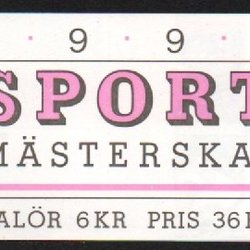 · 9 · 9 ·
SPORT
MÄSTERSKA
ALÖR 6KR PRIS 36